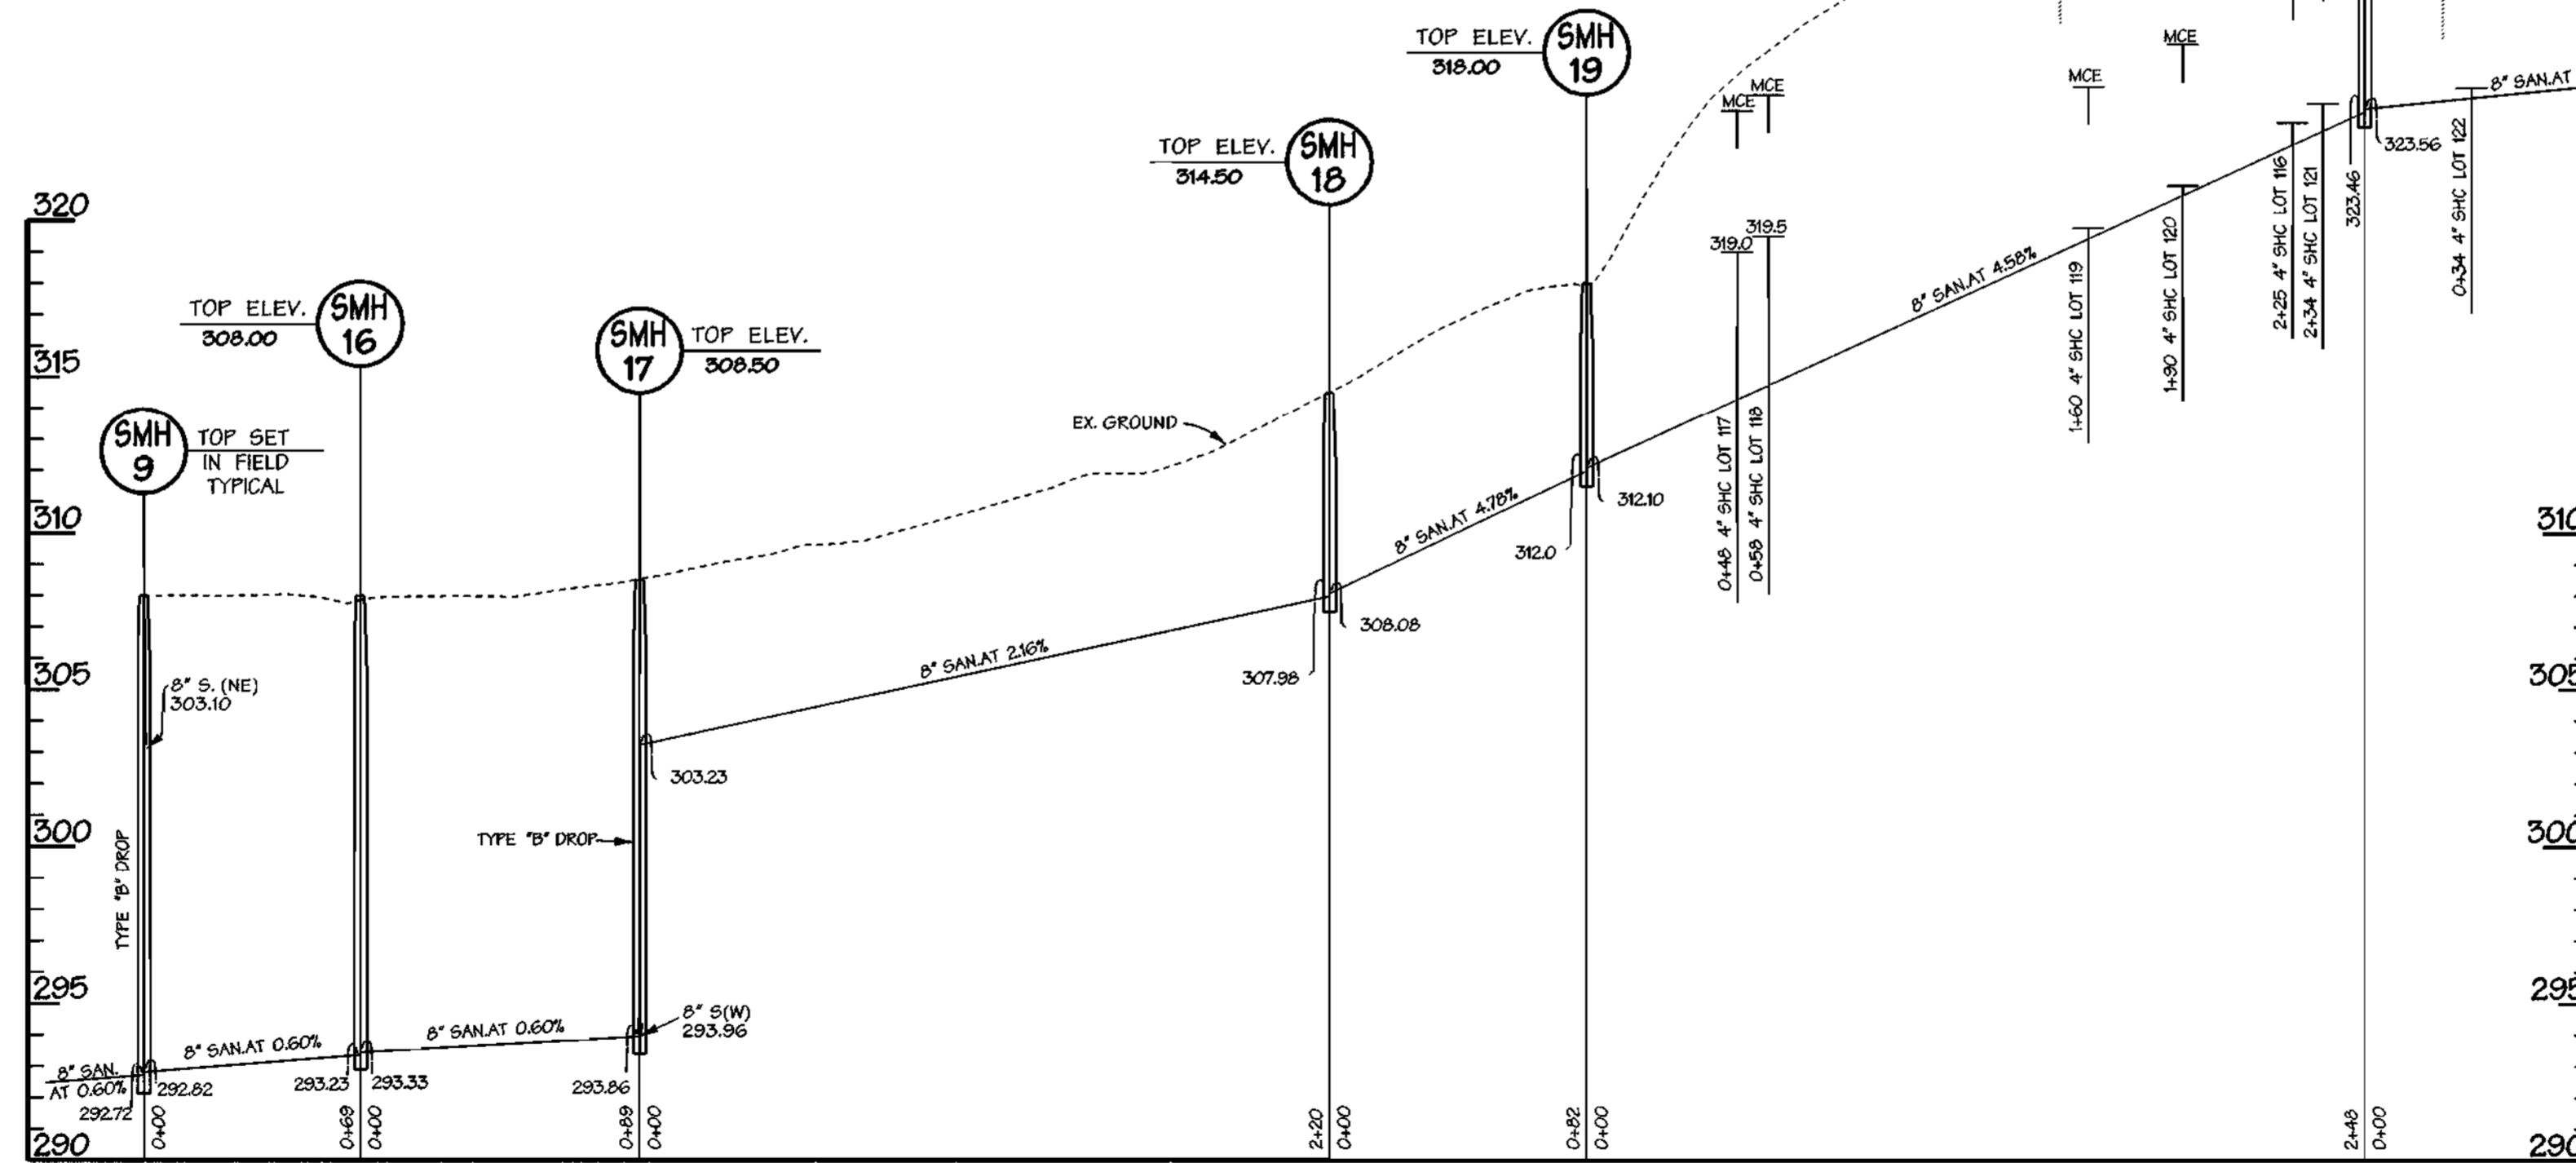 TOP ELEV.
318.00
SMH
19
MCE
MCE
MCE
MCE
8" SAN.AT
323.56
323.46
2+25 4" SHC LOT 116
2+34 4" SHC LOT 121
0+34 4" SHC LOT 122
TOP ELEV.
314.50
SMH
18
320
319.0
319.5
8" SAN.AT 4.58%
1+60 4" SHC LOT 119
1+90 4" SHC LOT 120
TOP ELEV.
308.00
SMH
16
SMH
17
TOP ELEV.
308.50
315
SMH
9
TOP SET
IN FIELD
TYPICAL
EX. GROUND
0+48 4" SHC LOT 117
0+58 4" SHC LOT 118
310
8" SAN.AT 4.78%
312.0
312.10
310
308.08
307.98
8" SAN.AT 2.16%
305
8" S. (NE)
303.10
305
303.23
300
TYPE "B" DROP
TYPE "B" DROP
300
295
295
8" S(W)
293.96
8" SAN.AT 0.60%
8" SAN.AT 0.60%
8" SAN.
AT 0.60%
292.72
292.82
293.23
293.33
293.86
290
0+00
0+69
0+00
0+89
0+00
2+20
0+00
0+82
0+00
2+48
0+00
290